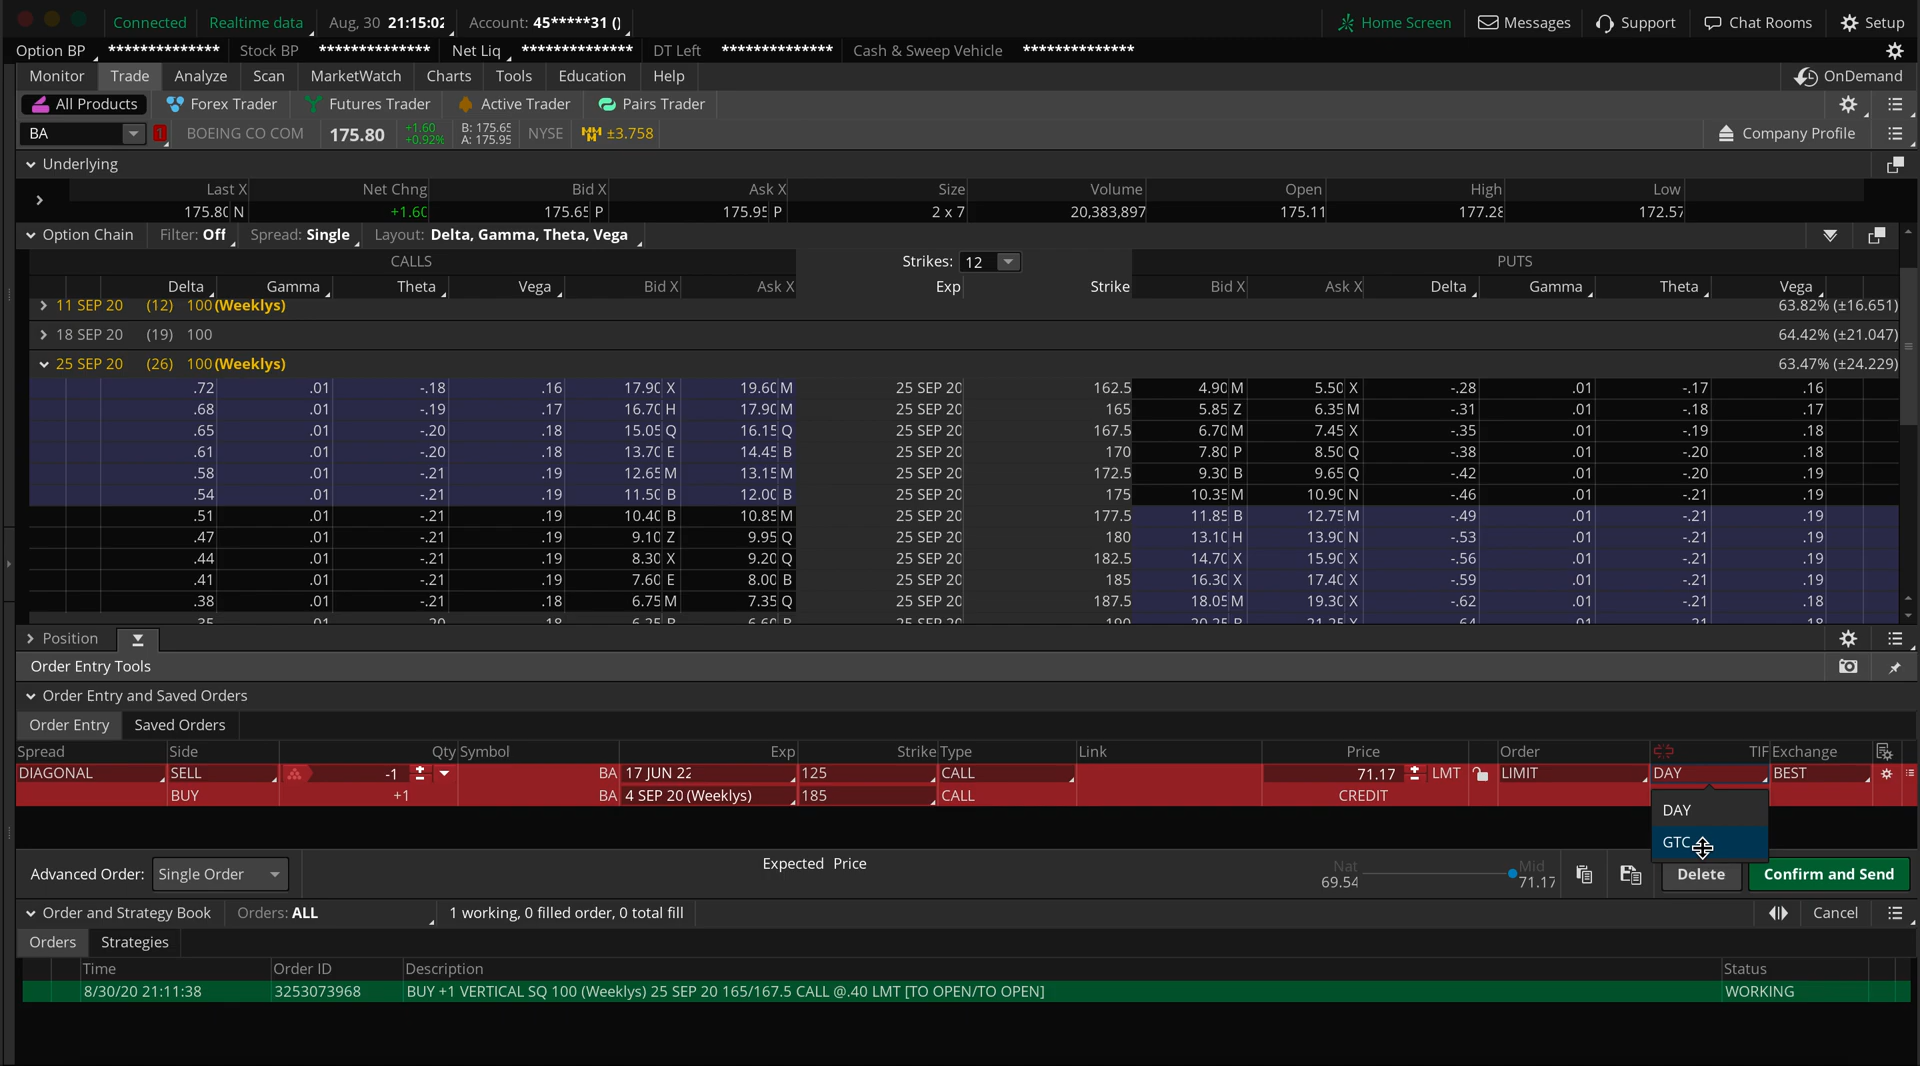 Connected Realtime data Aug, 30 21:15:02 Account: 45*****31 () Home Screen Messages Support Chat Rooms Setup
Option BP ************** Stock BP ************** Net Liq ************** DT Left ************** Cash & Sweep Vehicle **************
Monitor Trade Analyze Scan MarketWatch Charts Tools Education Help OnDemand
All Products Forex Trader Futures Trader Active Trader Pairs Trader
BA 1 BOEING CO COM 175.80 +1.60 +0.92% B: 175.65 A: 175.95 NYSE ±3.758 Company Profile
Underlying
Last X Net Chng Bid X Ask X Size Volume Open High Low
175.80 N +1.60 175.65 P 175.95 P 2 x 7 20,383,897 175.11 177.28 172.57
Option Chain Filter: Off Spread: Single Layout: Delta, Gamma, Theta, Vega
CALLS Strikes: 12 PUTS
Delta Gamma Theta Vega Bid X Ask X Exp Strike Bid X Ask X Delta Gamma Theta Vega
11 SEP 20 (12) 100 (Weeklys) 63.82% (±16.651)
18 SEP 20 (19) 100 64.42% (±21.047)
25 SEP 20 (26) 100 (Weeklys) 63.47% (±24.229)
.72 .01 -.18 .16 17.90 X 19.60 M 25 SEP 20 162.5 4.90 M 5.50 X -.28 .01 -.17 .16
.68 .01 -.19 .17 16.70 H 17.90 M 25 SEP 20 165 5.85 Z 6.35 M -.31 .01 -.18 .17
.65 .01 -.20 .18 15.05 Q 16.15 Q 25 SEP 20 167.5 6.70 M 7.45 X -.35 .01 -.19 .18
.61 .01 -.20 .18 13.70 E 14.45 B 25 SEP 20 170 7.80 P 8.50 Q -.38 .01 -.20 .18
.58 .01 -.21 .19 12.65 M 13.15 M 25 SEP 20 172.5 9.30 B 9.65 Q -.42 .01 -.20 .19
.54 .01 -.21 .19 11.50 B 12.00 B 25 SEP 20 175 10.35 M 10.90 N -.46 .01 -.21 .19
.51 .01 -.21 .19 10.40 B 10.85 M 25 SEP 20 177.5 11.85 B 12.75 M -.49 .01 -.21 .19
.47 .01 -.21 .19 9.10 Z 9.95 Q 25 SEP 20 180 13.10 H 13.90 N -.53 .01 -.21 .19
.44 .01 -.21 .19 8.30 X 9.20 Q 25 SEP 20 182.5 14.70 X 15.90 X -.56 .01 -.21 .19
.41 .01 -.21 .19 7.60 E 8.00 B 25 SEP 20 185 16.30 X 17.40 X -.59 .01 -.21 .19
.38 .01 -.21 .18 6.75 M 7.35 Q 25 SEP 20 187.5 18.05 M 19.30 X -.62 .01 -.21 .18
Position
Order Entry Tools
Order Entry and Saved Orders
Order Entry Saved Orders
Spread Side Qty Symbol Exp Strike Type Link Price Order TIF Exchange
DIAGONAL SELL -1 BA 17 JUN 22 125 CALL 71.17 LMT LIMIT DAY BEST
BUY +1 BA 4 SEP 20 (Weeklys) 185 CALL CREDIT
DAY
GTC
Advanced Order: Single Order Expected Price Nat 69.54 Mid 71.17 Delete Confirm and Send
Order and Strategy Book Orders: ALL 1 working, 0 filled order, 0 total fill Cancel
Orders Strategies
Time Order ID Description Status
8/30/20 21:11:38 3253073968 BUY +1 VERTICAL SQ 100 (Weeklys) 25 SEP 20 165/167.5 CALL @.40 LMT [TO OPEN/TO OPEN] WORKING